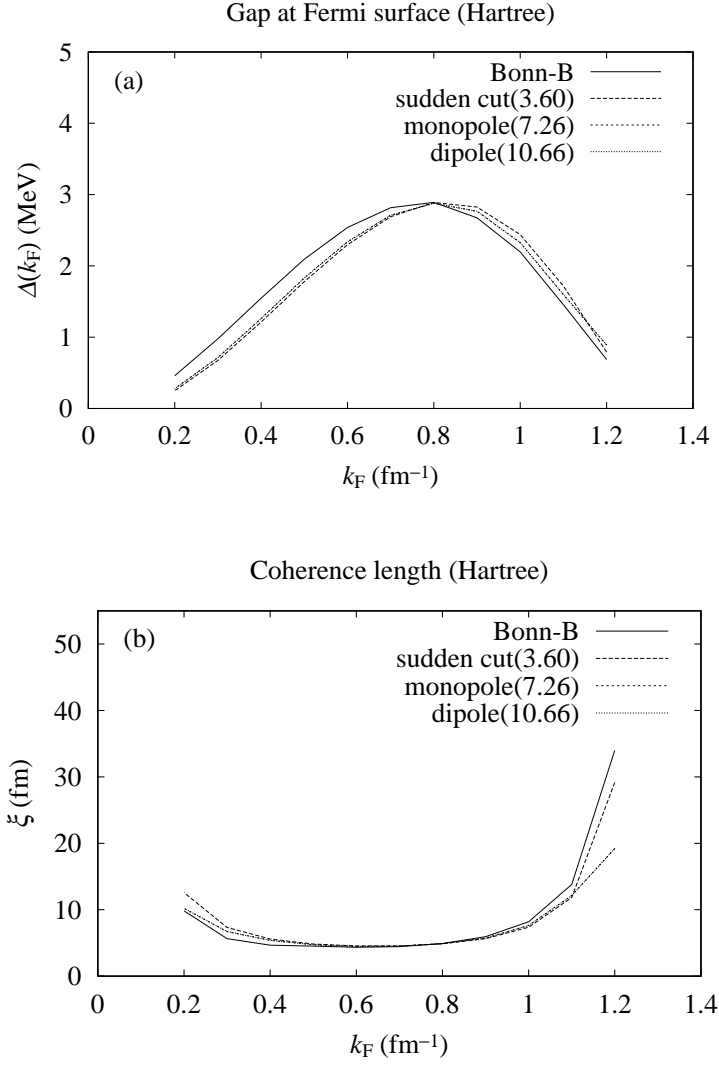 Gap at Fermi surface (Hartree)
(a)
Bonn-B
sudden cut(3.60)
monopole(7.26)
dipole(10.66)
5
4
3
2
1
0
Δ(kF) (MeV)
0 0.2 0.4 0.6 0.8 1 1.2 1.4
kF (fm–1)
Coherence length (Hartree)
(b)
Bonn-B
sudden cut(3.60)
monopole(7.26)
dipole(10.66)
50
40
30
20
10
0
ξ (fm)
0 0.2 0.4 0.6 0.8 1 1.2 1.4
kF (fm–1)